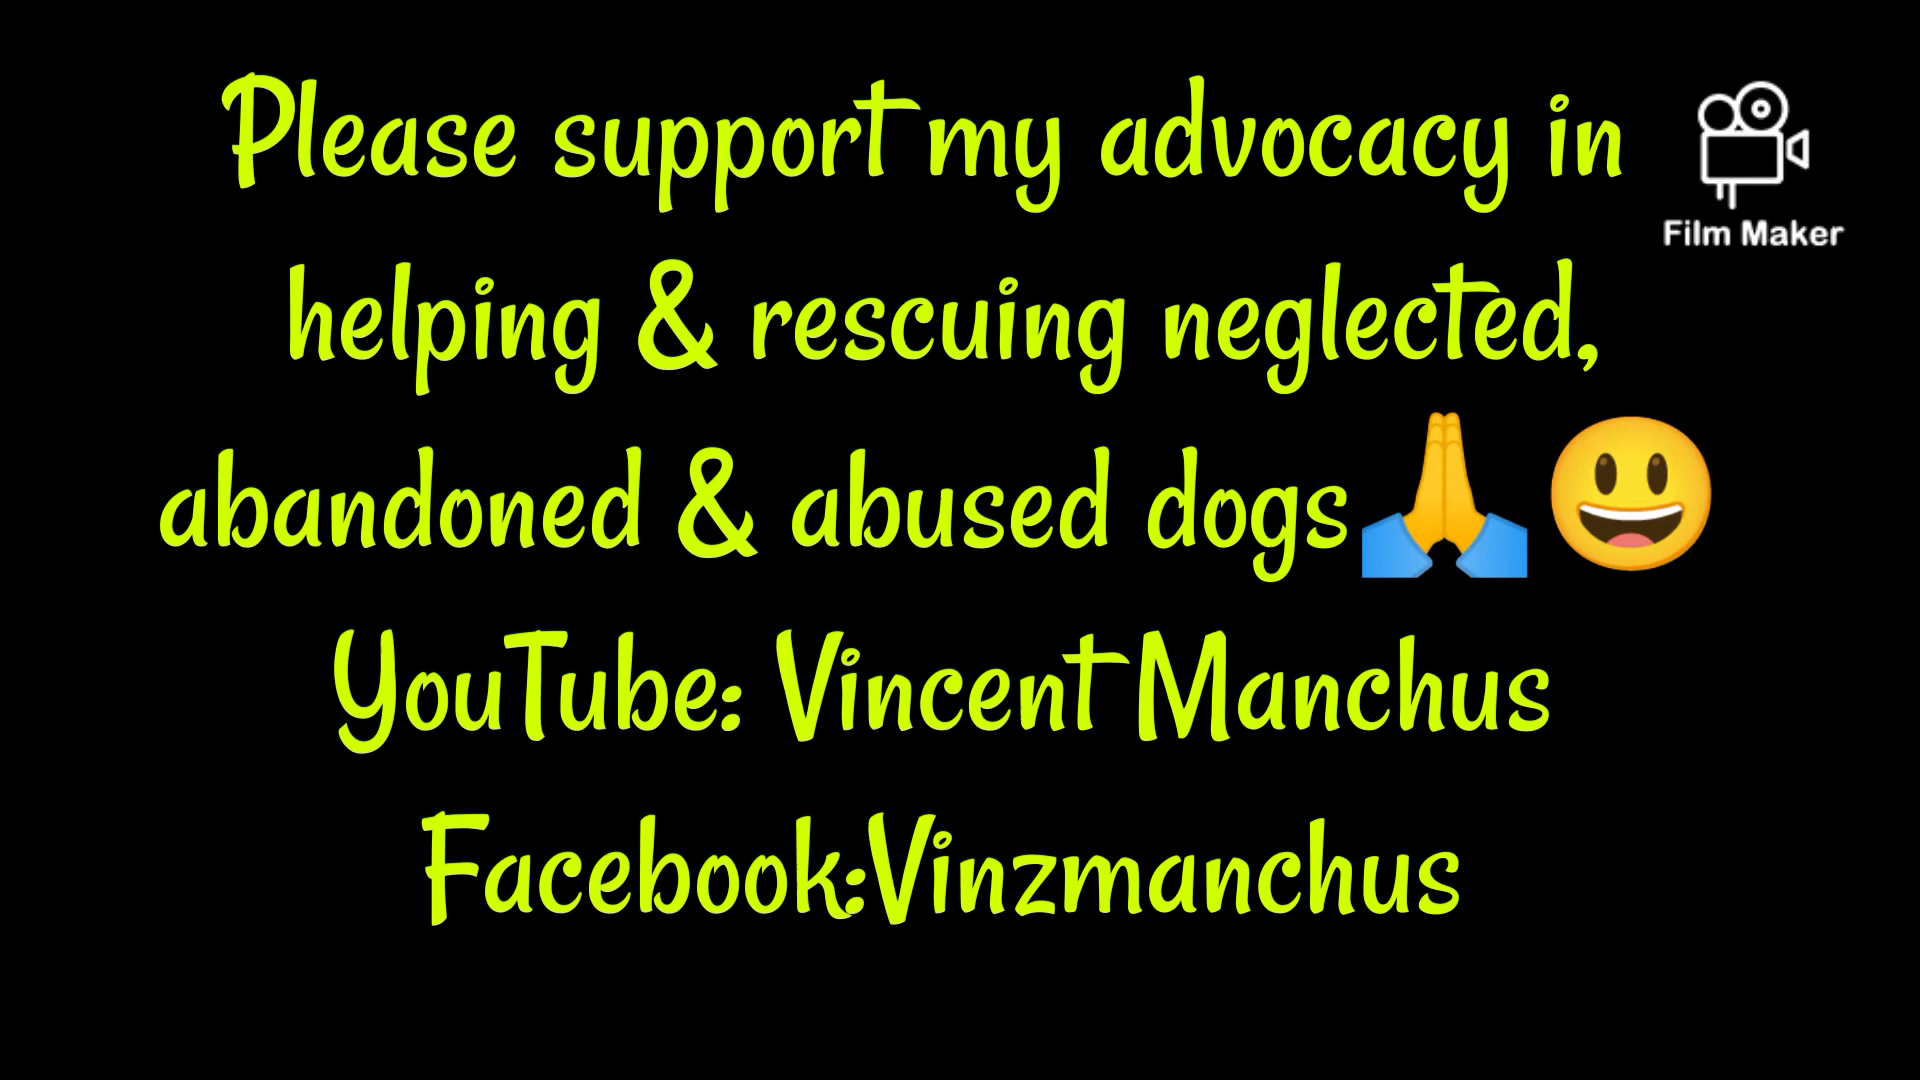 Please support my advocacy in
Film Maker
helping & rescuing neglected,
abandoned & abused dogs🙏😃
YouTube: Vincent Manchus
Facebook:Vinzmanchus